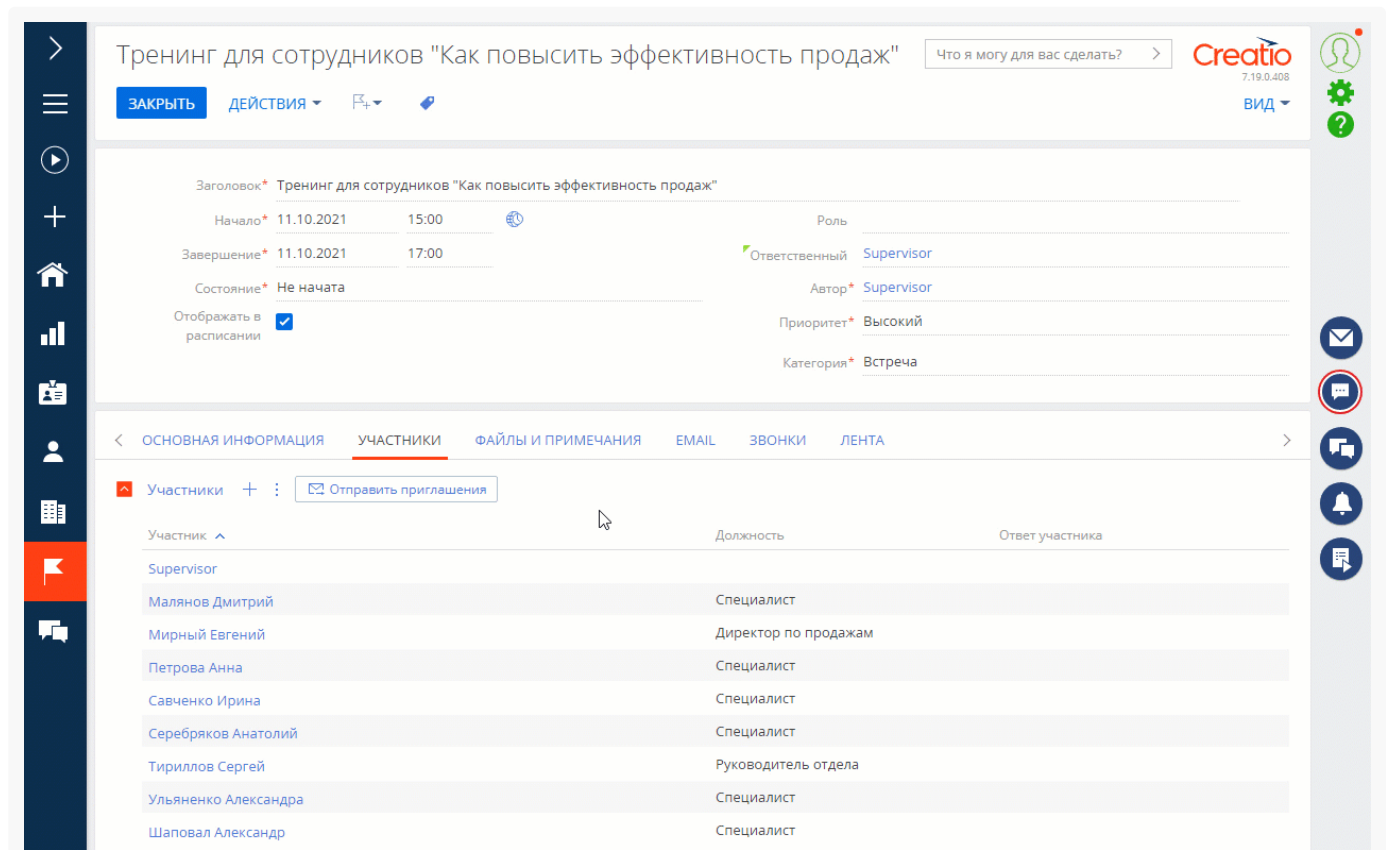 Тренинг для сотрудников "Как повысить эффективность продаж"
Что я могу для вас сделать?
Creatio
7.19.0.408
ЗАКРЫТЬ ДЕЙСТВИЯ ВИД
Заголовок* Тренинг для сотрудников "Как повысить эффективность продаж"
Начало* 11.10.2021 15:00 Роль
Завершение* 11.10.2021 17:00 Ответственный Supervisor
Состояние* Не начата Автор* Supervisor
Отображать в
расписании
Приоритет* Высокий
Категория* Встреча
ОСНОВНАЯ ИНФОРМАЦИЯ УЧАСТНИКИ ФАЙЛЫ И ПРИМЕЧАНИЯ EMAIL ЗВОНКИ ЛЕНТА
Участники Отправить приглашения
Участник Должность Ответ участника
Supervisor
Малянов Дмитрий Специалист
Мирный Евгений Директор по продажам
Петрова Анна Специалист
Савченко Ирина Специалист
Серебряков Анатолий Специалист
Тириллов Сергей Руководитель отдела
Ульяненко Александра Специалист
Шаповал Александр Специалист